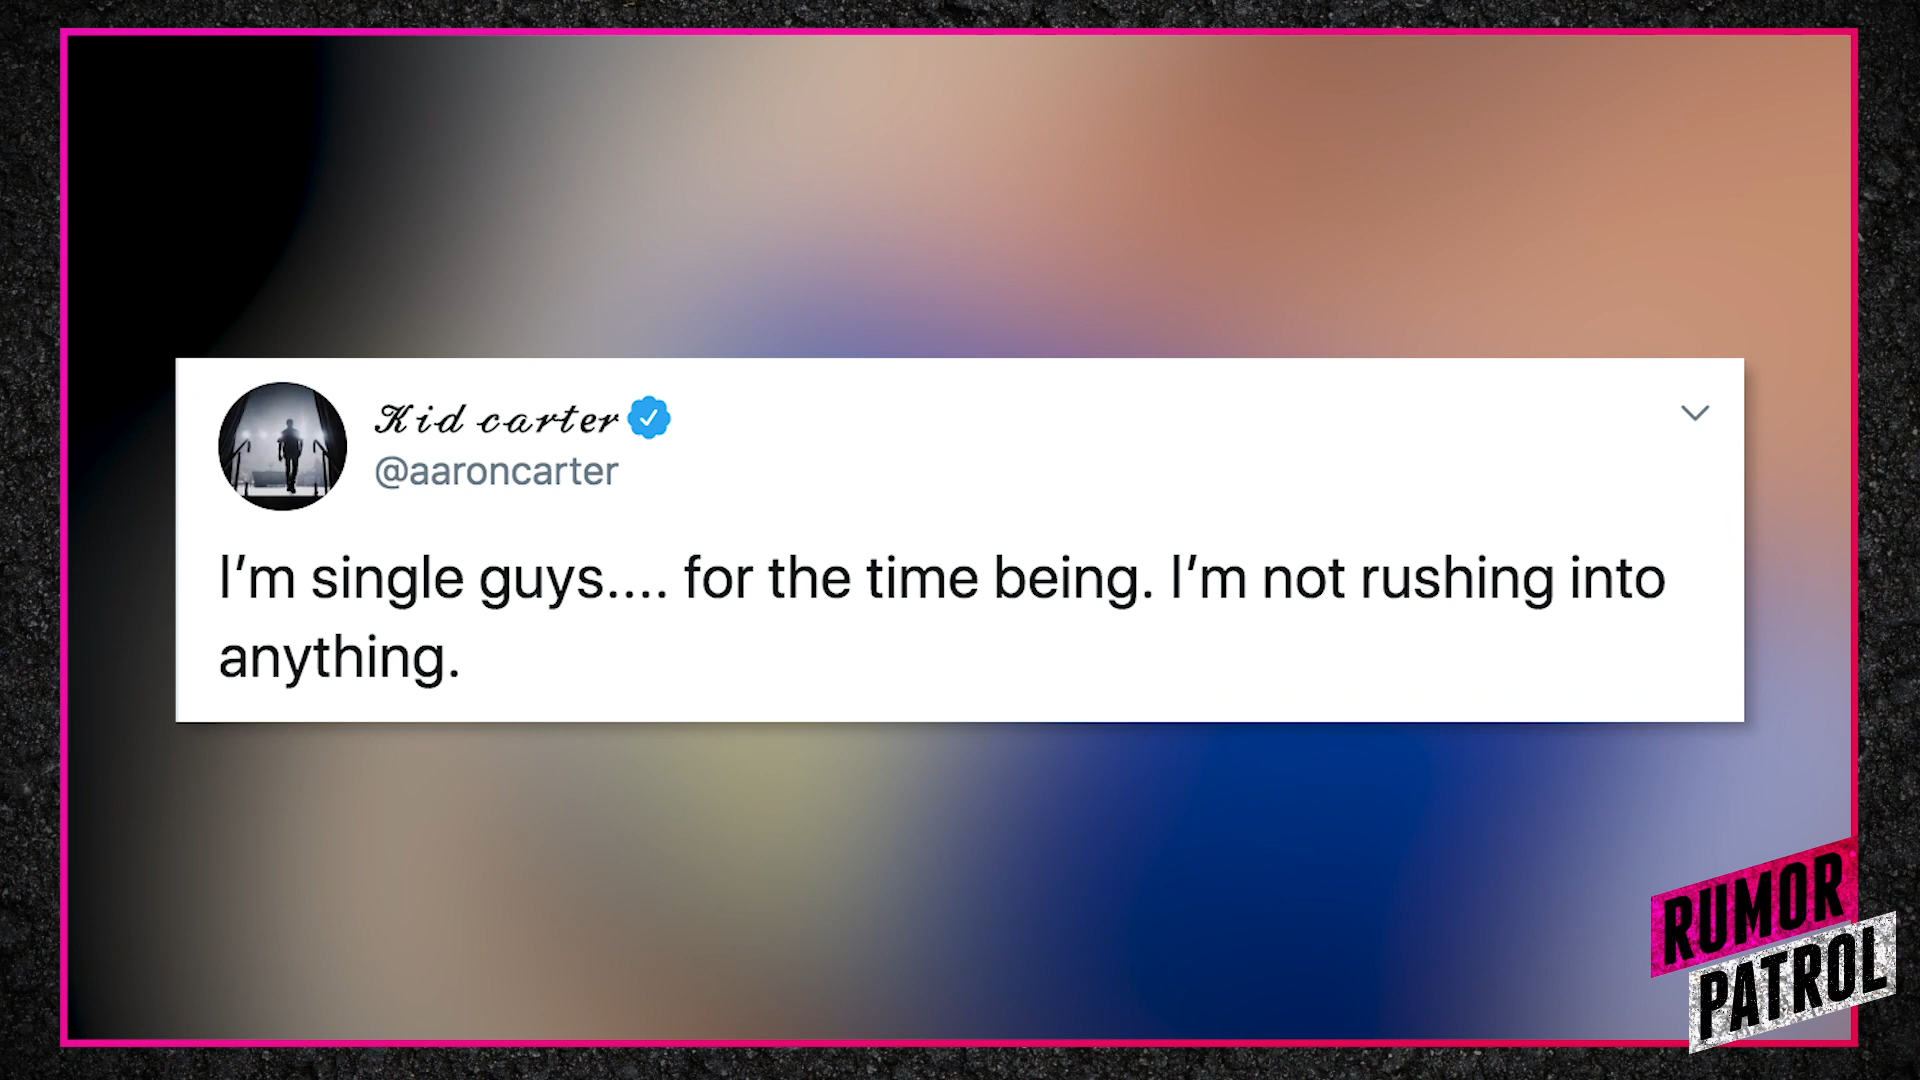 Kid carter
@aaroncarter
I'm single guys.... for the time being. I'm not rushing into
anything.
RUMOR
PATROL